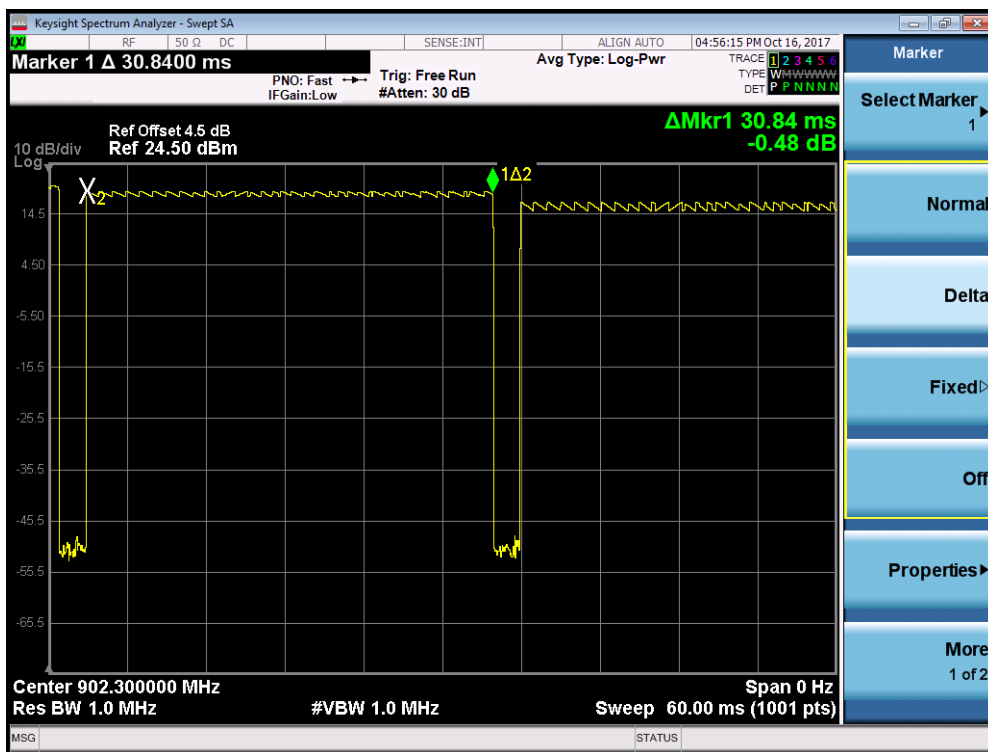 Keysight Spectrum Analyzer - Swept SA
LXI RF 50 Ω DC SENSE:INT ALIGN AUTO 04:56:15 PM Oct 16, 2017
Marker 1 Δ 30.8400 ms
PNO: Fast
IFGain:Low
Trig: Free Run
#Atten: 30 dB
Avg Type: Log-Pwr
TRACE 1 2 3 4 5 6
TYPE W M W W W W W
DET P P N N N N
ΔMkr1 30.84 ms
-0.48 dB
Ref Offset 4.5 dB
10 dB/div Ref 24.50 dBm
Log
1Δ2
2
14.5
4.50
-5.50
-15.5
-25.5
-35.5
-45.5
-55.5
-65.5
Center 902.300000 MHz Span 0 Hz
Res BW 1.0 MHz #VBW 1.0 MHz Sweep 60.00 ms (1001 pts)
MSG STATUS
Marker
Select Marker
1
Normal
Delta
Fixed
Off
Properties
More
1 of 2